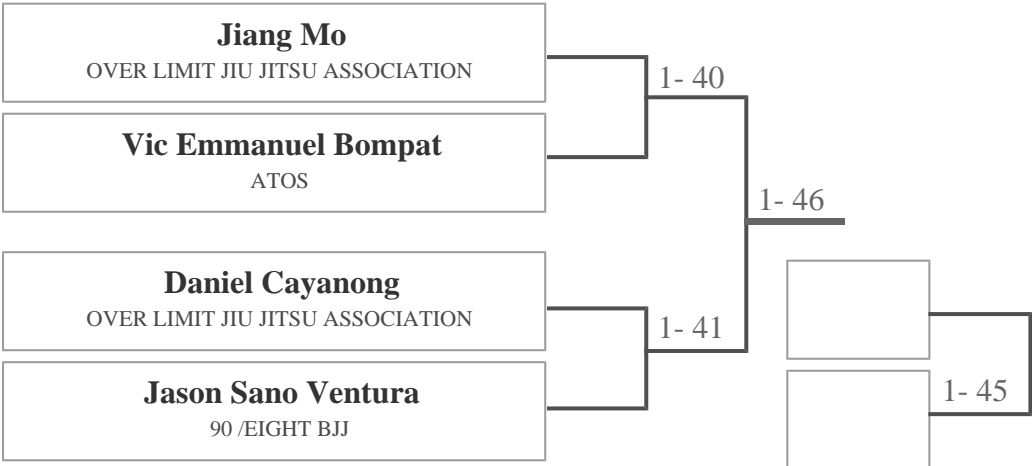 Jiang Mo
OVER LIMIT JIU JITSU ASSOCIATION
1- 40
Vic Emmanuel Bompat
ATOS
1- 46
Daniel Cayanong
OVER LIMIT JIU JITSU ASSOCIATION
1- 41
Jason Sano Ventura
90 /EIGHT BJJ
1- 45